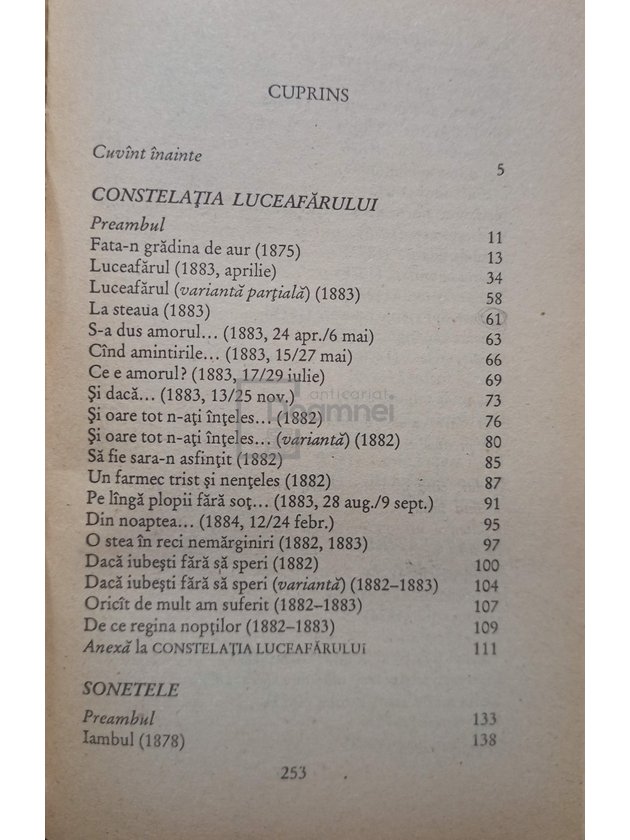 CUPRINS
Cuvînt înainte 5
CONSTELAŢIA LUCEAFĂRULUI
Preambul 11
Fata-n grădina de aur (1875) 13
Luceafărul (1883, aprilie) 34
Luceafărul (variantă parţială) (1883) 58
La steaua (1883) 61
S-a dus amorul... (1883, 24 apr./6 mai) 63
Cînd amintirile... (1883, 15/27 mai) 66
Ce e amorul? (1883, 17/29 iulie) 69
Şi dacă... (1883, 13/25 nov.) 73
Şi oare tot n-aţi înţeles... (1882) 76
Şi oare tot n-aţi înţeles... (variantă) (1882) 80
Să fie sara-n asfinţit (1882) 85
Un farmec trist şi nenţeles (1882) 87
Pe lîngă plopii fără soţ... (1883, 28 aug./9 sept.) 91
Din noaptea... (1884, 12/24 febr.) 95
O stea în reci nemărginiri (1882, 1883) 97
Dacă iubeşti fără să speri (1882) 100
Dacă iubeşti fără să speri (variantă) (1882–1883) 104
Oricît de mult am suferit (1882–1883) 107
De ce regina nopţilor (1882–1883) 109
Anexă la CONSTELAŢIA LUCEAFĂRULUI 111
SONETELE
Preambul 133
Iambul (1878) 138
253
anticariat